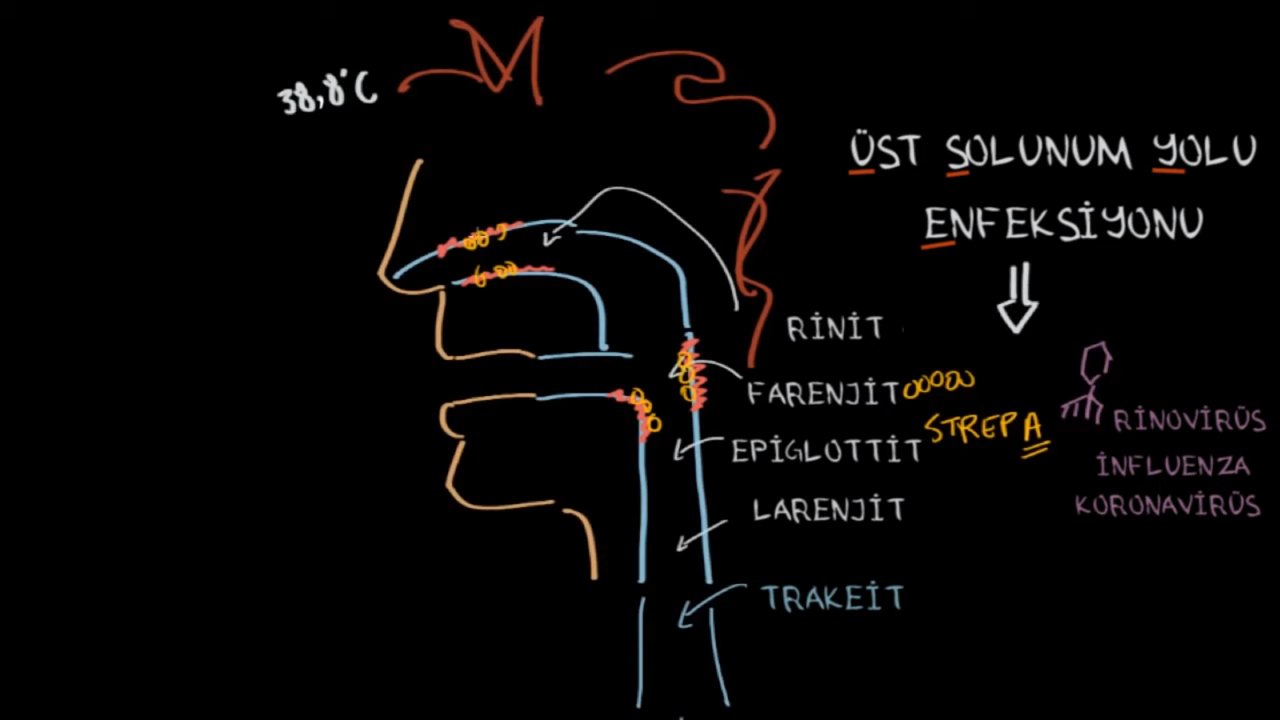 38,8°C
ÜST SOLUNUM YOLU
ENFEKSİYONU
RİNİT
FARENJİT
STREP A
EPİGLOTTİT
LARENJİT
TRAKEİT
RİNOVİRÜS
İNFLUENZA
KORONAVİRÜS